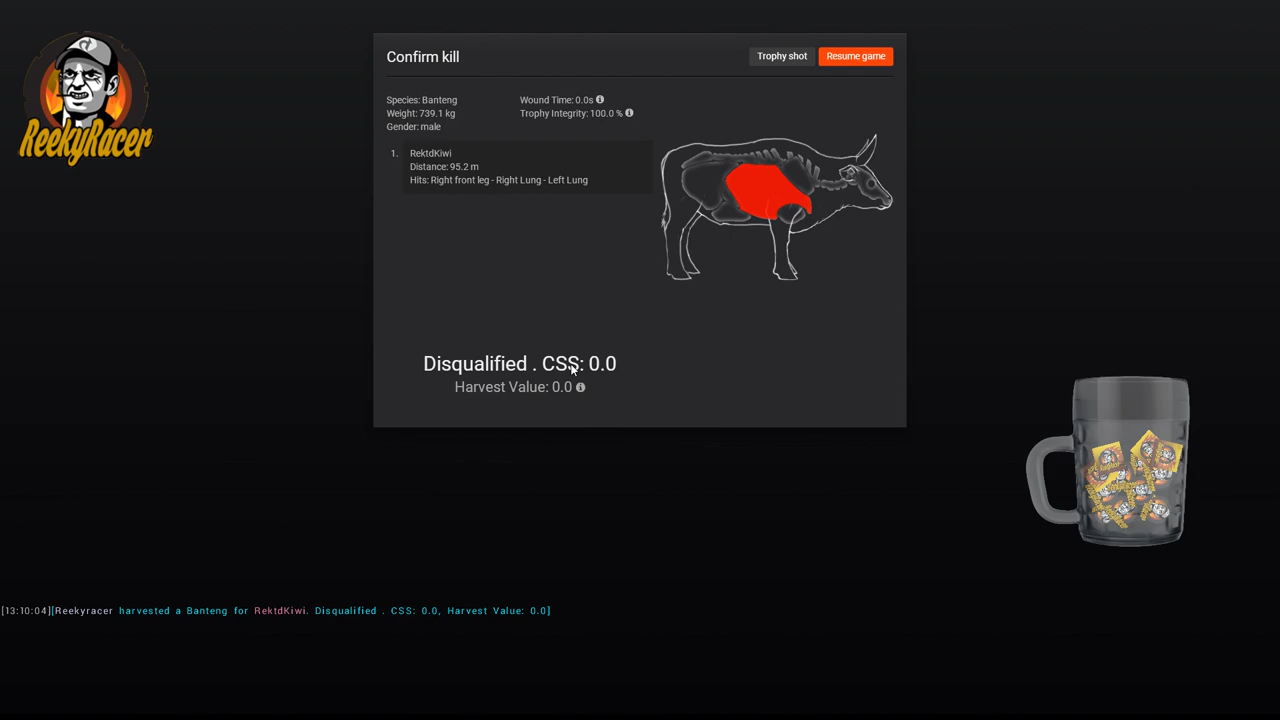 Confirm kill
Trophy shot
Resume game
Species: Banteng
Weight: 739.1 kg
Gender: male
Wound Time: 0.0s
Trophy Integrity: 100.0 %
1.
RektdKiwi
Distance: 95.2 m
Hits: Right front leg - Right Lung - Left Lung
ReekyRacer
Disqualified . CSS: 0.0
Harvest Value: 0.0
[13:10:04][Reekyracer harvested a Banteng for RektdKiwi. Disqualified . CSS: 0.0, Harvest Value: 0.0]